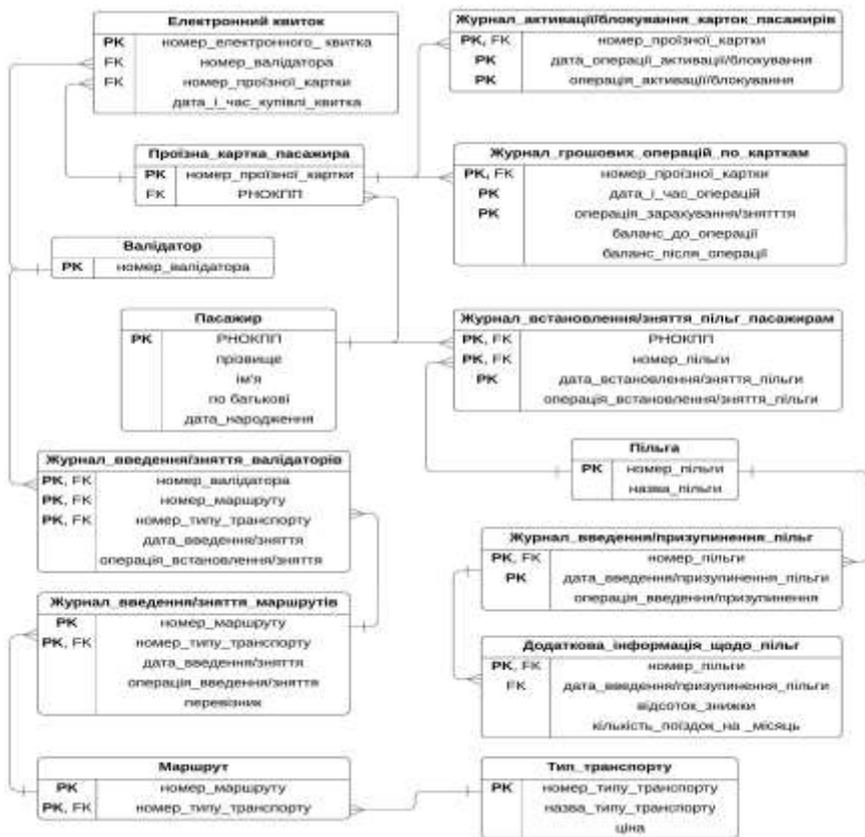 Електронний квиток
PK номер_електронного_ квитка
FK номер_валідатора
FK номер_проїзної_картки
дата_і_час_купівлі_квитка
Журнал_активації/блокування_карток_пасажирів
PK, FK номер_проїзної_картки
PK дата_операції_активації/блокування
PK операція_активації/блокування
Проїзна_картка_пасажира
PK номер_проїзної_картки
FK РНОКПП
Журнал_грошових_операцій_по_карткам
PK, FK номер_проїзної_картки
PK дата_і_час_операцій
PK операція_зарахування/знятття
баланс_до_операції
баланс_після_операції
Валідатор
PK номер_валідатора
Пасажир
PK РНОКПП
прізвище
ім'я
по батькові
дата_народження
Журнал_встановлення/зняття_пільг_пасажирам
PK, FK РНОКПП
PK, FK номер_пільги
PK дата_встановлення/зняття_пільги
операція_встановлення/зняття_пільги
Пільга
PK номер_пільги
назва_пільги
Журнал_введення/зняття_валідаторів
PK, FK номер_валідатора
PK, FK номер_маршруту
PK, FK номер_типу_транспорту
дата_введення/зняття
операція_встановлення/зняття
Журнал_введення/призупинення_пільг
PK, FK номер_пільги
PK дата_введення/призупинення_пільги
операція_введення/призупинення
Журнал_введення/зняття_маршрутів
PK номер_маршруту
PK, FK номер_типу_транспорту
дата_введення/зняття
операція_введення/зняття
перевізник
Додаткова_інформація_щодо_пільг
PK, FK номер_пільги
FK дата_введення/призупинення_пільги
відсоток_знижки
кількість_поїздок_на _місяць
Маршрут
PK номер_маршруту
PK, FK номер_типу_транспорту
Тип_транспорту
PK номер_типу_транспорту
назва_типу_транспорту
ціна